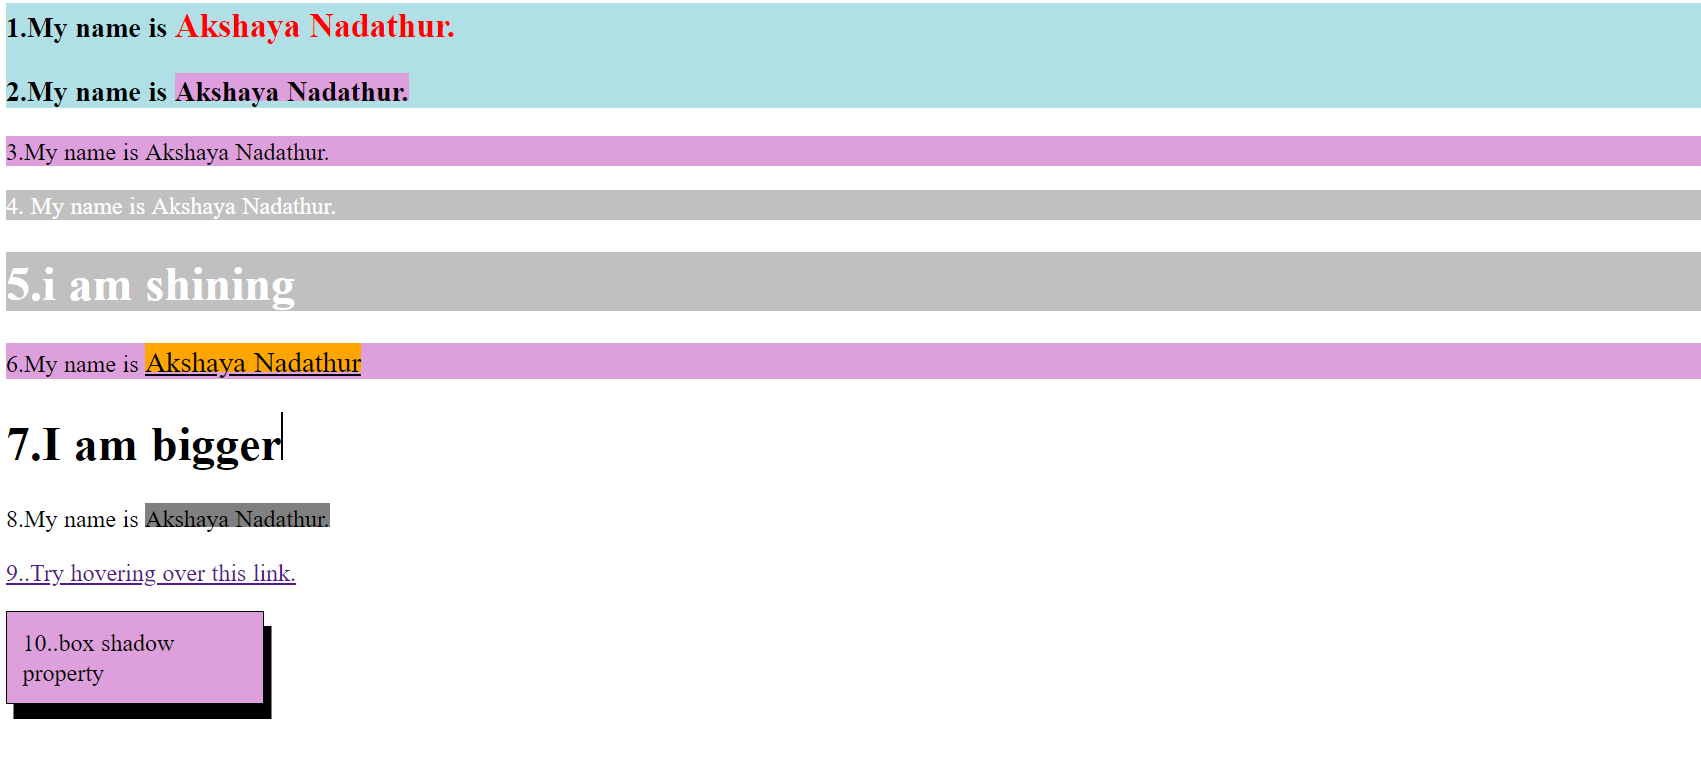 1.My name is Akshaya Nadathur.
2.My name is Akshaya Nadathur.
3.My name is Akshaya Nadathur.
4. My name is Akshaya Nadathur.
5.i am shining
6.My name is Akshaya Nadathur
7.I am bigger
8.My name is Akshaya Nadathur.
9..Try hovering over this link.
10..box shadow
property